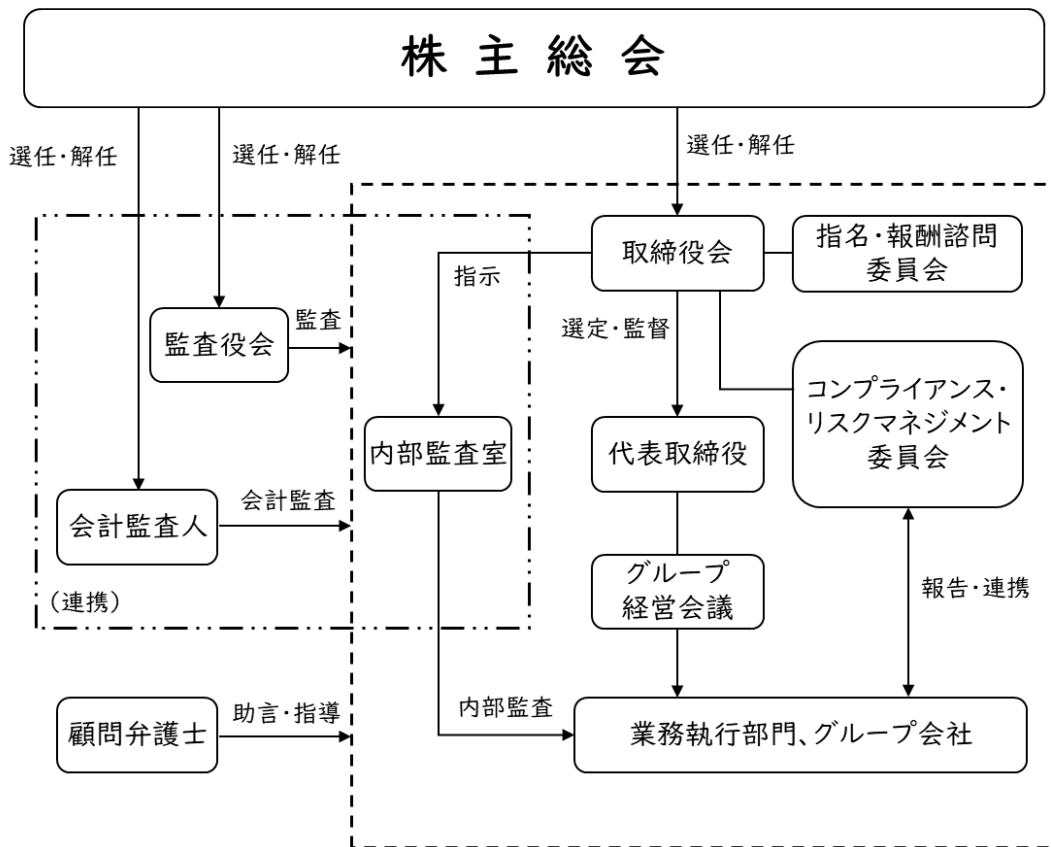 株主総会
選任・解任
選任・解任
選任・解任
取締役会
指名・報酬諮問
委員会
指示
監査役会
監査
選定・監督
コンプライアンス・
リスクマネジメント
委員会
内部監査室
代表取締役
会計監査人
会計監査
グループ
経営会議
(連携)
報告・連携
顧問弁護士
助言・指導
内部監査
業務執行部門、グループ会社